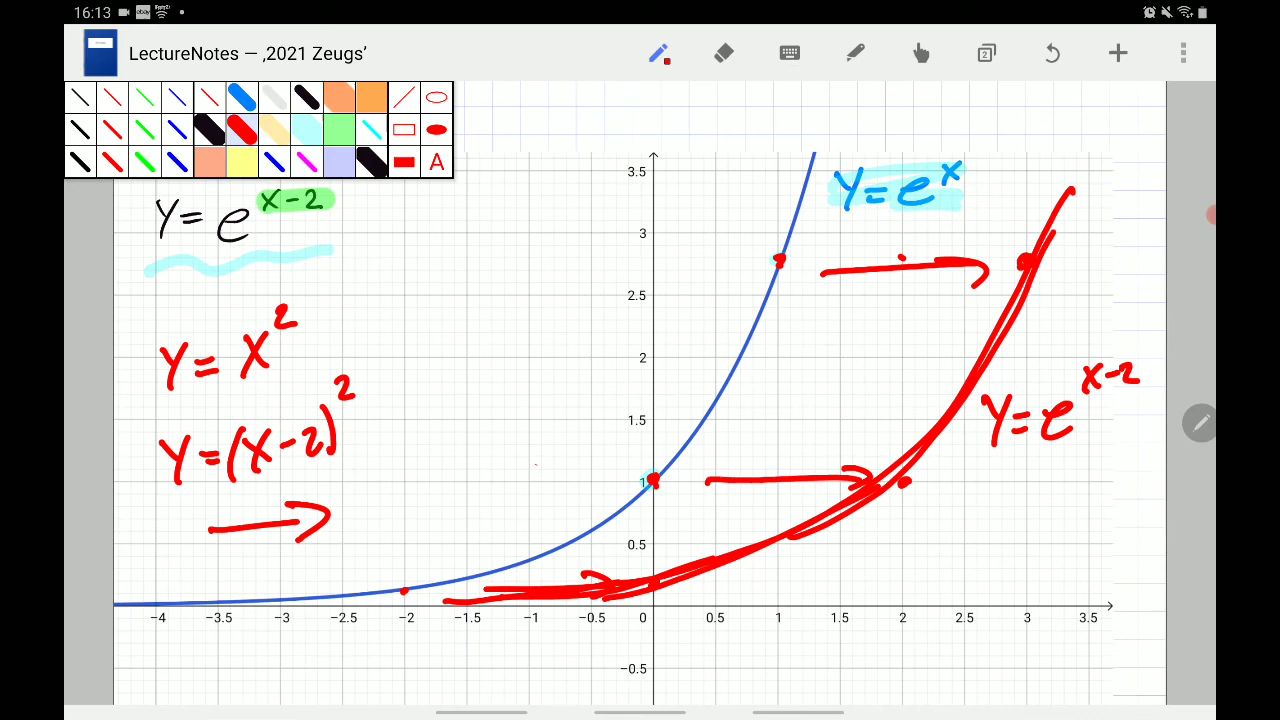 16:13
ebay
LectureNotes — ‚2021 Zeugs’
2
A
y = e^x-2
y = e^x
y = x^2
y = (x-2)^2
y = e^x-2
3.5
3
2.5
2
1.5
1
0.5
−0.5
−4 −3.5 −3 −2.5 −2 −1.5 −1 −0.5 0 0.5 1 1.5 2 2.5 3 3.5